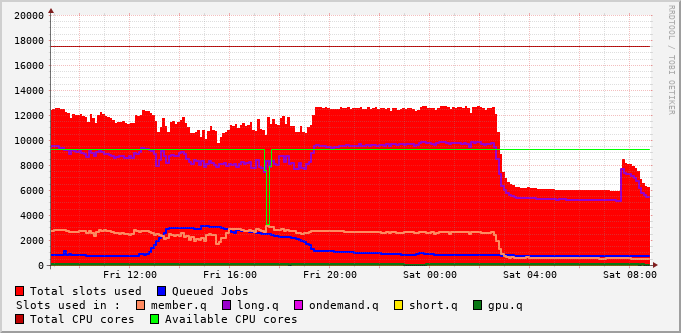 RRDTOOL / TOBI OETIKER
20000
18000
16000
14000
12000
10000
8000
6000
4000
2000
0
Fri 12:00 Fri 16:00 Fri 20:00 Sat 00:00 Sat 04:00 Sat 08:00
Total slots used Queued Jobs
Slots used in : member.q long.q ondemand.q short.q gpu.q
Total CPU cores Available CPU cores